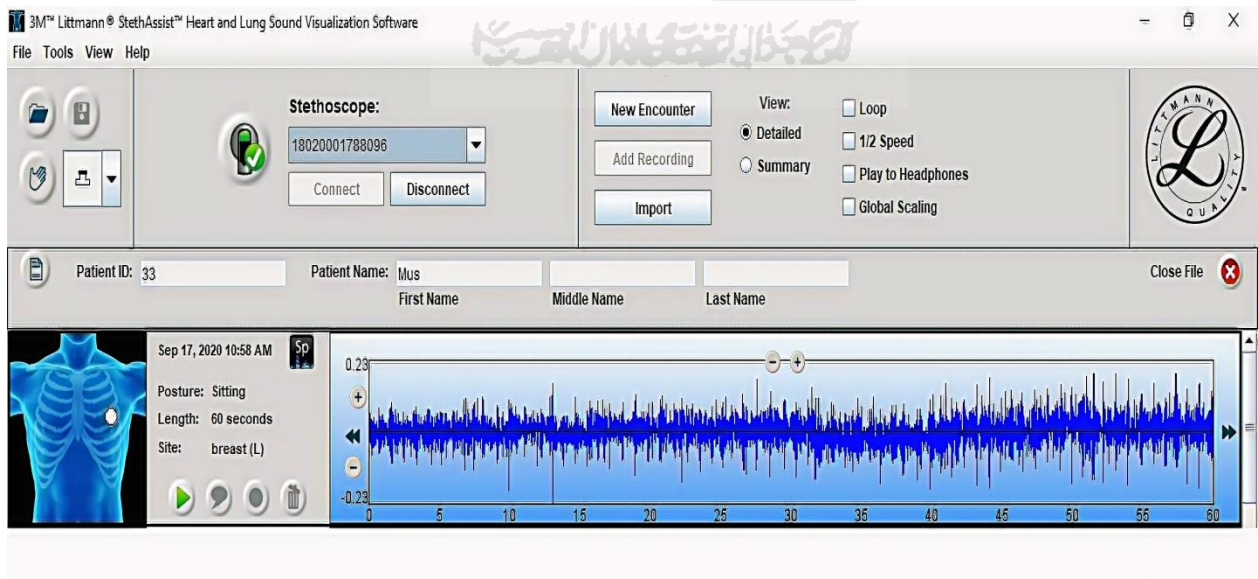 3M™ Littmann® StethAssist™ Heart and Lung Sound Visualization Software
File Tools View Help
Stethoscope:
18020001788096
Connect Disconnect
New Encounter
Add Recording
Import
View:
Detailed
Summary
Loop
1/2 Speed
Play to Headphones
Global Scaling
LITTMANN
L
QUALITY
Patient ID: 33
Patient Name: Mus
First Name Middle Name Last Name
Close File
Sep 17, 2020 10:58 AM
Sp
Posture: Sitting
Length: 60 seconds
Site: breast (L)
0.23
-0.23
0 5 10 15 20 25 30 35 40 45 50 55 60